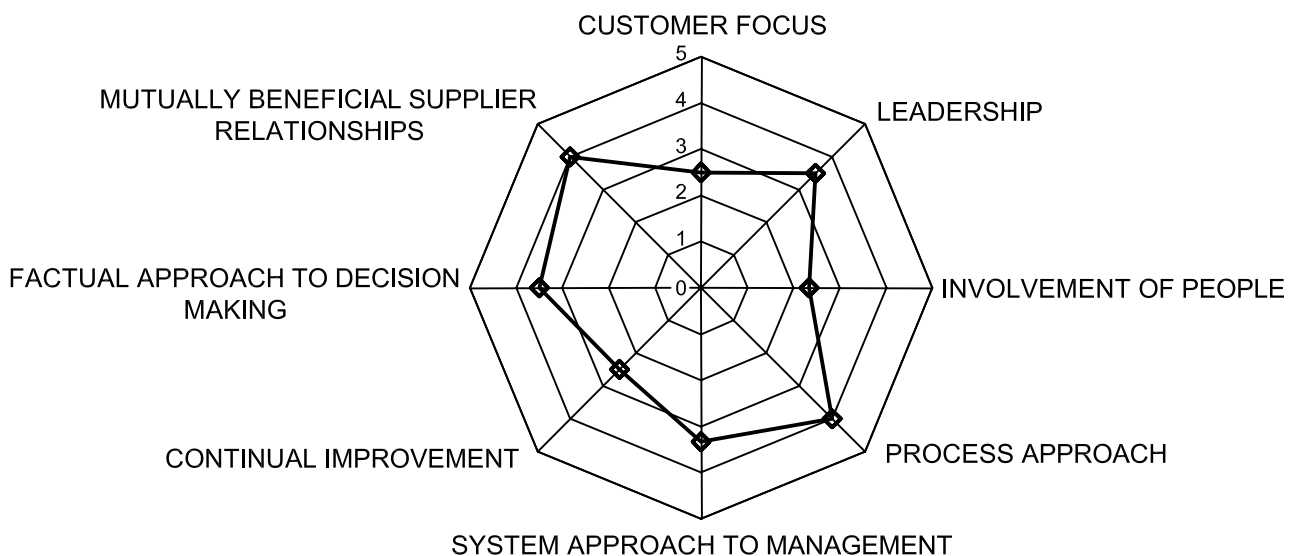 CUSTOMER FOCUS
5
MUTUALLY BENEFICIAL SUPPLIER
RELATIONSHIPS
4
LEADERSHIP
3
2
1
FACTUAL APPROACH TO DECISION
MAKING
0
INVOLVEMENT OF PEOPLE
CONTINUAL IMPROVEMENT
PROCESS APPROACH
SYSTEM APPROACH TO MANAGEMENT